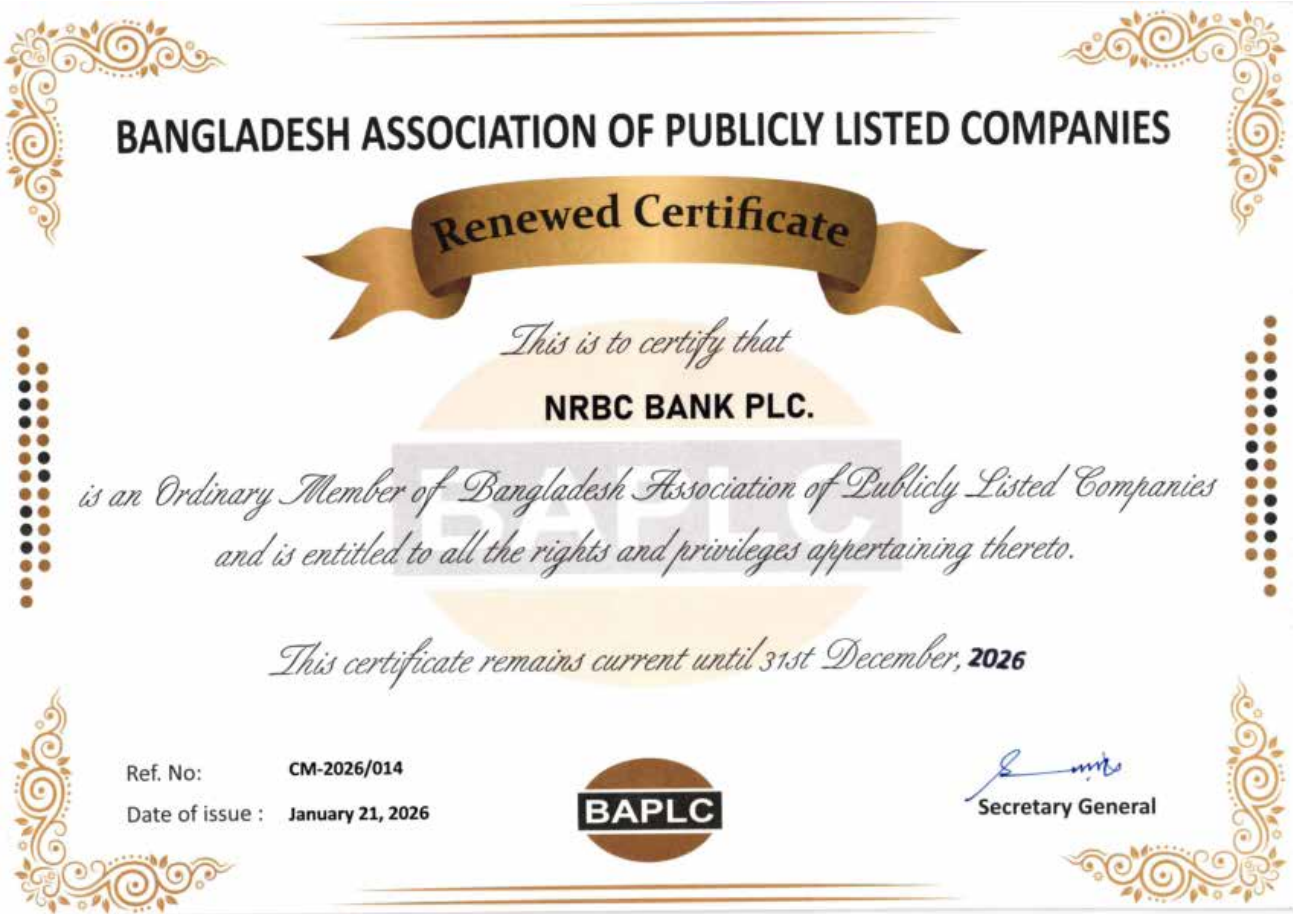 BANGLADESH ASSOCIATION OF PUBLICLY LISTED COMPANIES
Renewed Certificate
This is to certify that
NRBC BANK PLC.
BAPLC
is an Ordinary Member of Bangladesh Association of Publicly Listed Companies
and is entitled to all the rights and privileges appertaining thereto.
This certificate remains current until 31st December, 2026
Ref. No: CM-2026/014
Date of issue : January 21, 2026
BAPLC
Secretary General